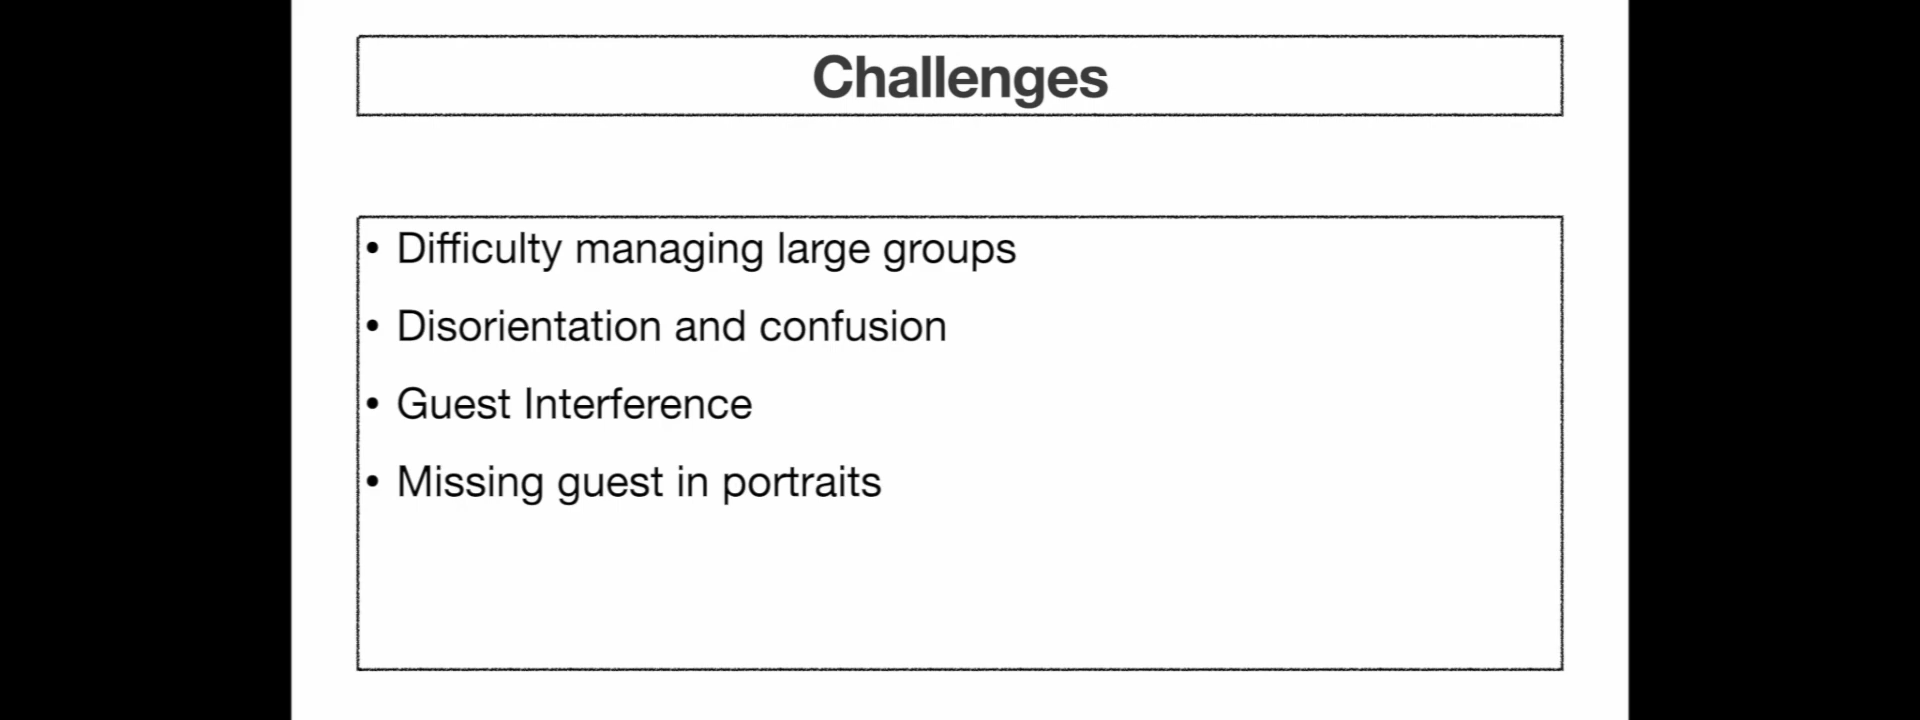 Challenges
• Difficulty managing large groups
• Disorientation and confusion
• Guest Interference
• Missing guest in portraits